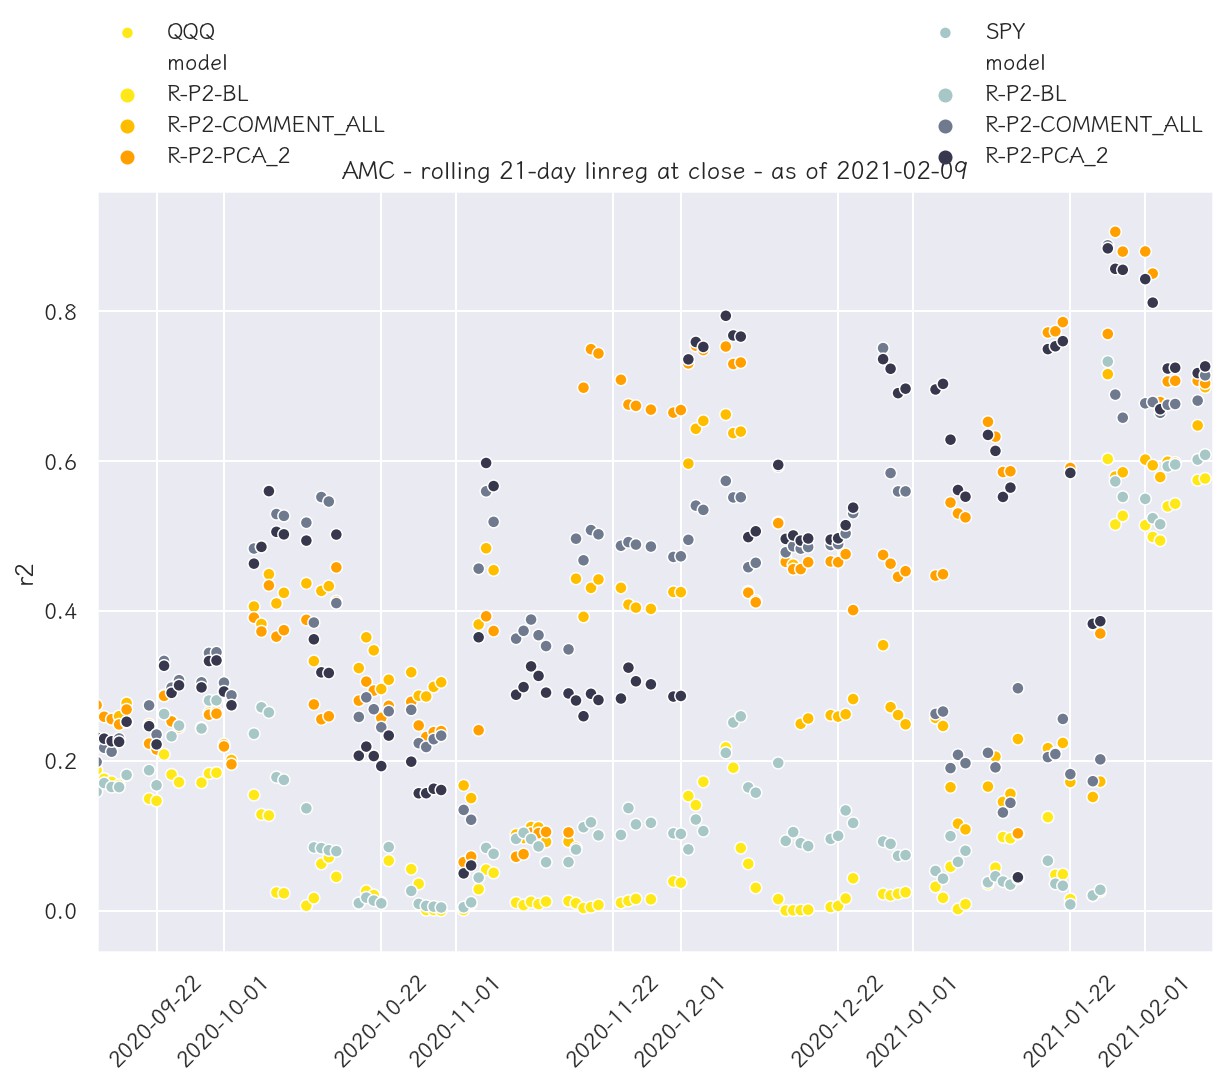 QQQ
model
R-P2-BL
R-P2-COMMENT_ALL
R-P2-PCA_2
SPY
model
R-P2-BL
R-P2-COMMENT_ALL
R-P2-PCA_2
AMC - rolling 21-day linreg at close - as of 2021-02-09
r2
0.8
0.6
0.4
0.2
0.0
2020-09-22
2020-10-01
2020-10-22
2020-11-01
2020-11-22
2020-12-01
2020-12-22
2021-01-01
2021-01-22
2021-02-01